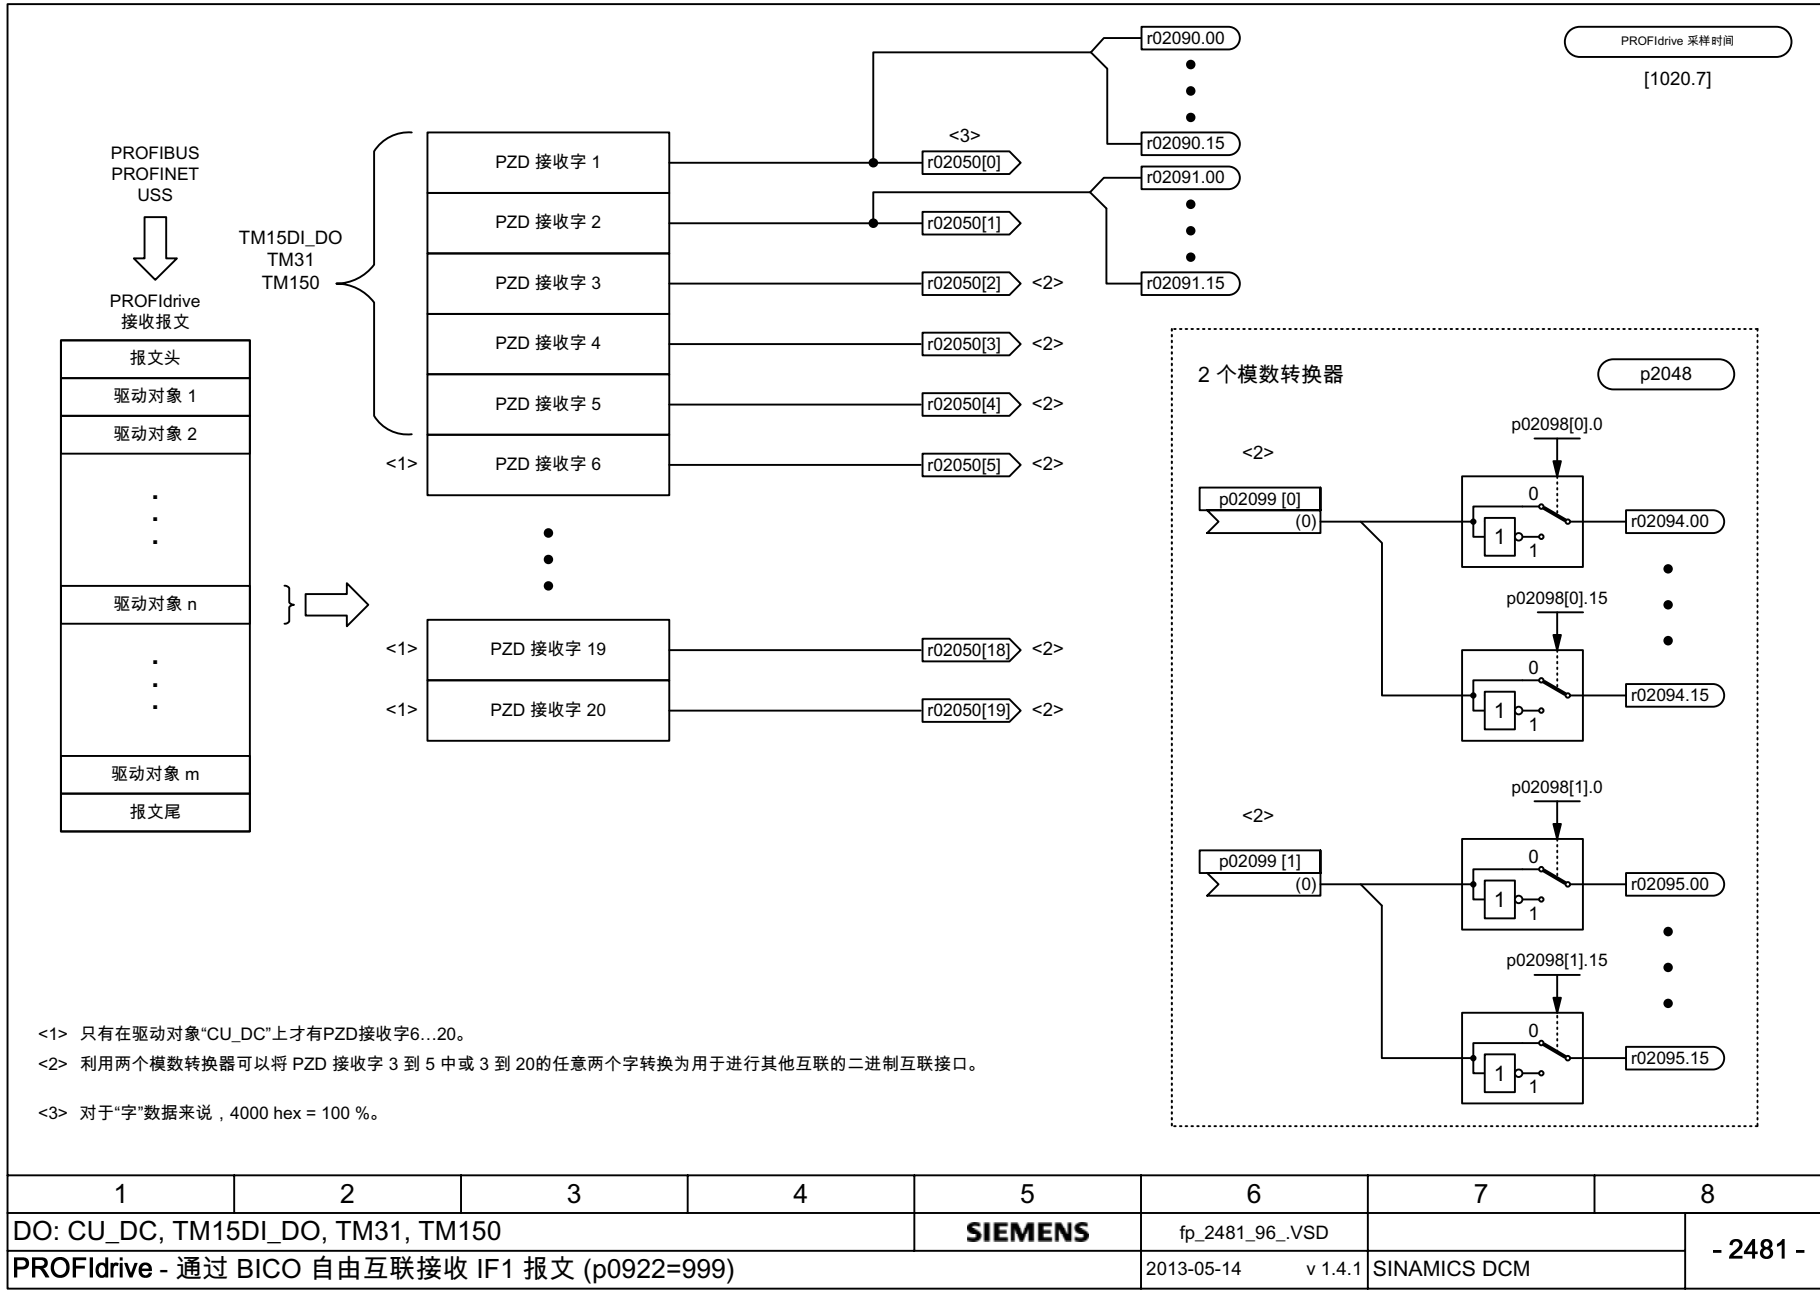 PROFIdrive 采样时间
[1020.7]
r02090.00
r02090.15
r02091.00
r02091.15
PROFIBUS
PROFINET
USS
PROFIdrive
接收报文
报文头
驱动对象 1
驱动对象 2
驱动对象 n
驱动对象 m
报文尾
TM15DI_DO
TM31
TM150
PZD 接收字 1
<3>
r02050[0]
PZD 接收字 2
r02050[1]
PZD 接收字 3
r02050[2] <2>
PZD 接收字 4
r02050[3] <2>
PZD 接收字 5
r02050[4] <2>
<1> PZD 接收字 6
r02050[5] <2>
<1> PZD 接收字 19
r02050[18] <2>
<1> PZD 接收字 20
r02050[19] <2>
2 个模数转换器
p2048
p02098[0].0
<2>
p02099 [0]
(0)
0
1
1
r02094.00
p02098[0].15
0
1
1
r02094.15
p02098[1].0
<2>
p02099 [1]
(0)
0
1
1
r02095.00
p02098[1].15
0
1
1
r02095.15
<1> 只有在驱动对象“CU_DC”上才有PZD接收字6…20。
<2> 利用两个模数转换器可以将 PZD 接收字 3 到 5 中或 3 到 20的任意两个字转换为用于进行其他互联的二进制互联接口。
<3> 对于“字”数据来说，4000 hex = 100 %。
1 2 3 4 5 6 7 8
DO: CU_DC, TM15DI_DO, TM31, TM150
SIEMENS
fp_2481_96_.VSD
- 2481 -
PROFIdrive - 通过 BICO 自由互联接收 IF1 报文 (p0922=999)
2013-05-14 v 1.4.1
SINAMICS DCM